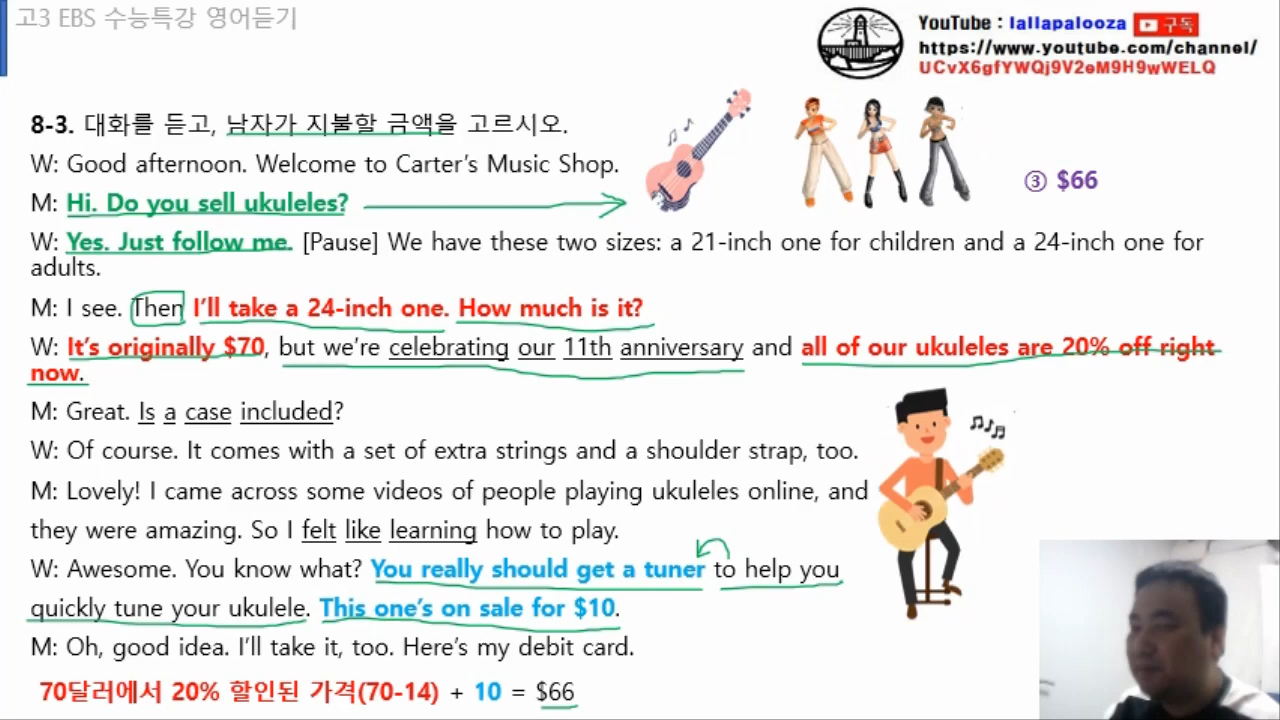 고3 EBS 수능특강 영어듣기
YouTube : lallapalooza 구독
https://www.youtube.com/channel/
UCvX6gfYWQj9V2eM9H9wWELQ
8-3. 대화를 듣고, 남자가 지불할 금액을 고르시오.
W: Good afternoon. Welcome to Carter's Music Shop.
③ $66
M: Hi. Do you sell ukuleles?
W: Yes. Just follow me. [Pause] We have these two sizes: a 21-inch one for children and a 24-inch one for
adults.
M: I see. Then I'll take a 24-inch one. How much is it?
W: It's originally $70, but we're celebrating our 11th anniversary and all of our ukuleles are 20% off right
now.
M: Great. Is a case included?
W: Of course. It comes with a set of extra strings and a shoulder strap, too.
M: Lovely! I came across some videos of people playing ukuleles online, and
they were amazing. So I felt like learning how to play.
W: Awesome. You know what? You really should get a tuner to help you
quickly tune your ukulele. This one's on sale for $10.
M: Oh, good idea. I'll take it, too. Here's my debit card.
70달러에서 20% 할인된 가격(70-14) + 10 = $66